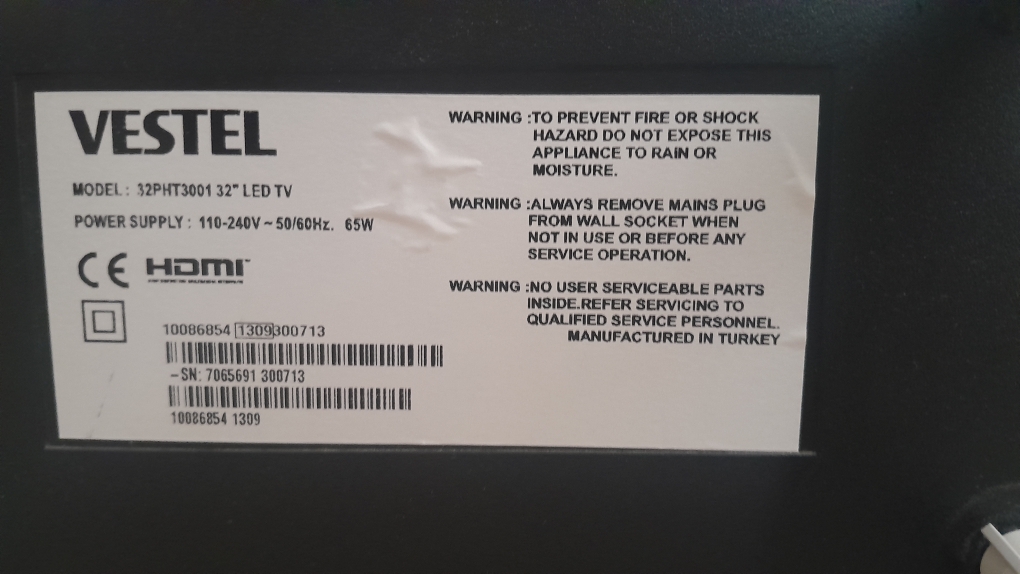 VESTEL
MODEL : 32PHT3001 32" LED TV
POWER SUPPLY : 110-240V ~ 50/60Hz. 65W
CE HDMI
10086854 1309300713
-SN: 7065691 300713
10086854 1309
WARNING :TO PREVENT FIRE OR SHOCK
HAZARD DO NOT EXPOSE THIS
APPLIANCE TO RAIN OR
MOISTURE.
WARNING :ALWAYS REMOVE MAINS PLUG
FROM WALL SOCKET WHEN
NOT IN USE OR BEFORE ANY
SERVICE OPERATION.
WARNING :NO USER SERVICEABLE PARTS
INSIDE.REFER SERVICING TO
QUALIFIED SERVICE PERSONNEL.
MANUFACTURED IN TURKEY